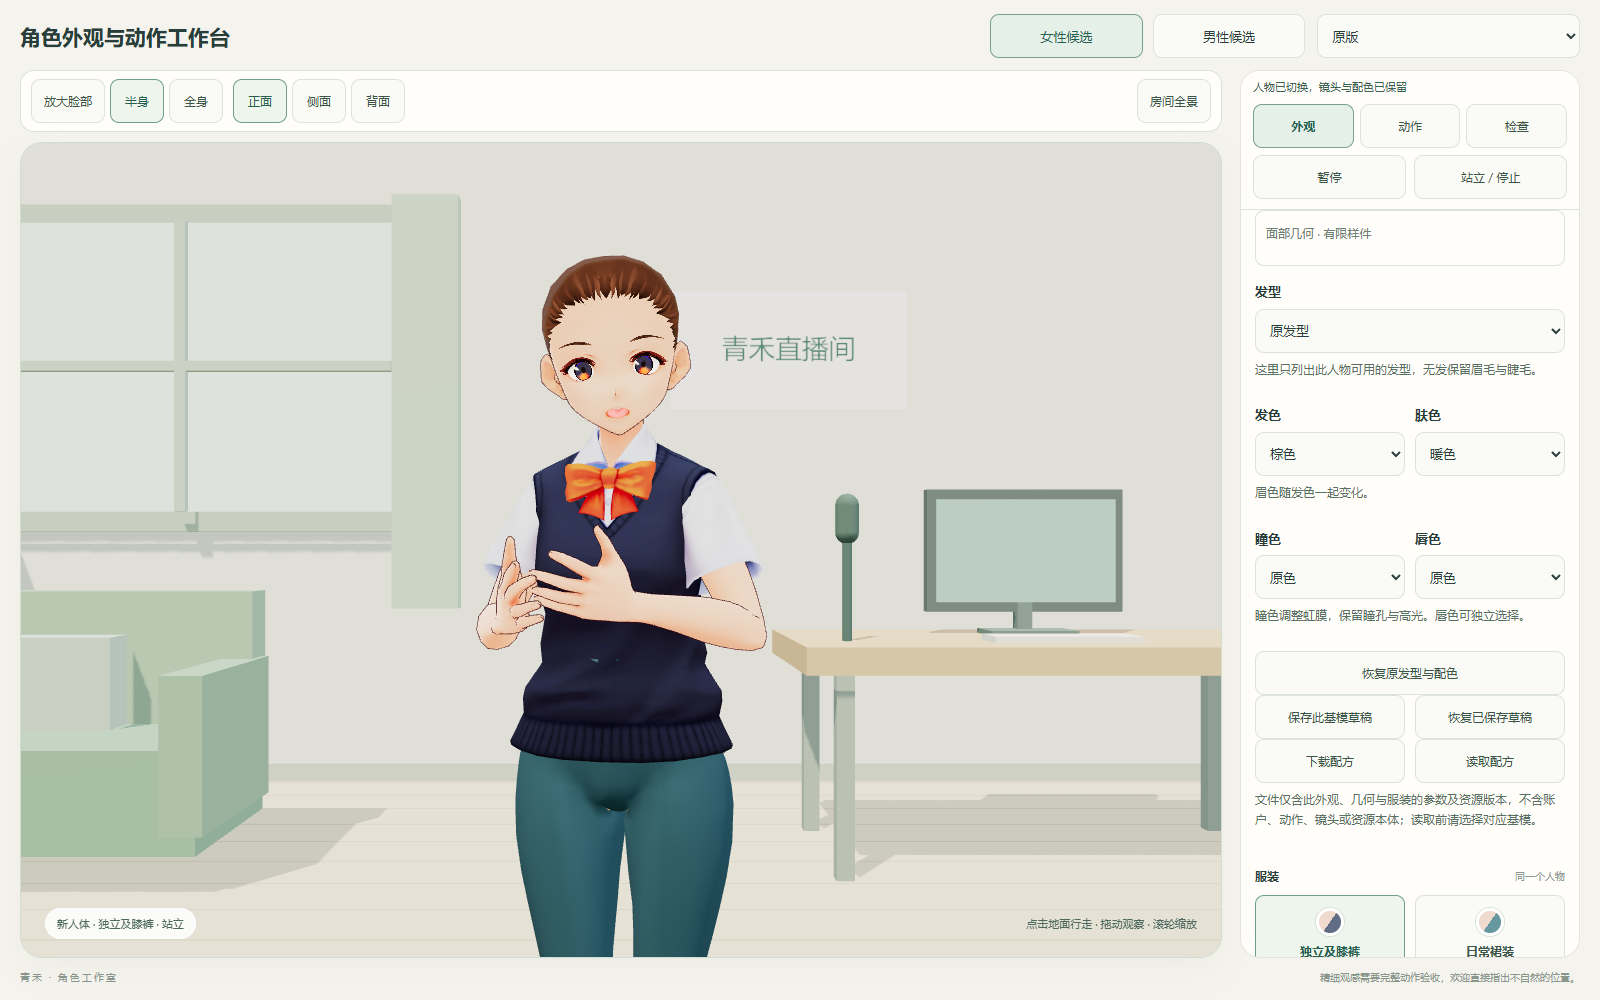 角色外观与动作工作台
女性候选
男性候选
原版
放大脸部
半身
全身
正面
侧面
背面
房间全景
人物已切换，镜头与配色已保留
外观
动作
检查
暂停
站立 / 停止
面部几何 · 有限样件
发型
原发型
这里只列出此人物可用的发型，无发保留眉毛与睫毛。
发色
肤色
棕色
暖色
眉色随发色一起变化。
瞳色
唇色
原色
原色
瞳色调整虹膜，保留瞳孔与高光。唇色可独立选择。
恢复原发型与配色
保存此基模草稿
恢复已保存草稿
下载配方
读取配方
文件仅含此外观、几何与服装的参数及资源版本，不含账
户、动作、镜头或资源本体；读取前请选择对应基模。
服装
同一个人物
独立及膝裤
日常裙装
青禾直播间
新人体 · 独立及膝裤 · 站立
点击地面行走 · 拖动观察 · 滚轮缩放
青禾 · 角色工作室
精细观感需要完整动作验收，欢迎直接指出不自然的位置。